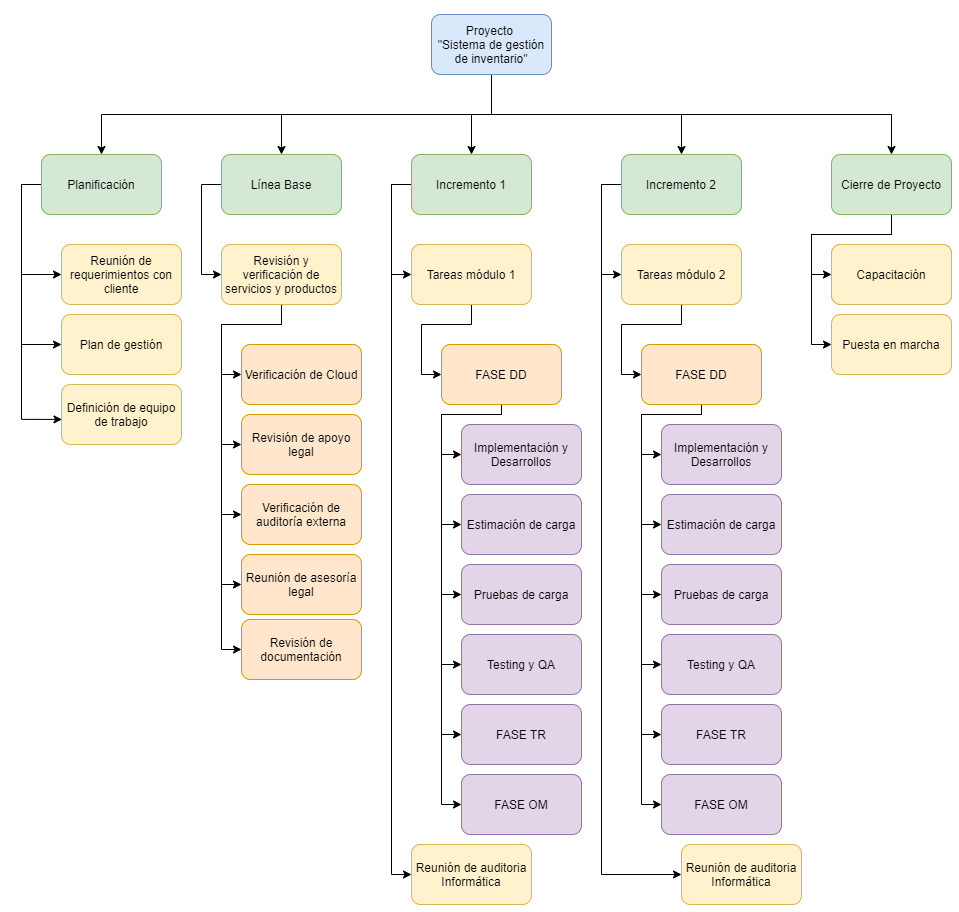 Proyecto
"Sistema de gestión
de inventario"
Planificación
Línea Base
Incremento 1
Incremento 2
Cierre de Proyecto
Reunión de
requerimientos con
cliente
Plan de gestión
Definición de equipo
de trabajo
Revisión y
verificación de
servicios y productos
Verificación de Cloud
Revisión de apoyo
legal
Verificación de
auditoría externa
Reunión de asesoría
legal
Revisión de
documentación
Tareas módulo 1
FASE DD
Implementación y
Desarrollos
Estimación de carga
Pruebas de carga
Testing y QA
FASE TR
FASE OM
Reunión de auditoria
Informática
Tareas módulo 2
FASE DD
Implementación y
Desarrollos
Estimación de carga
Pruebas de carga
Testing y QA
FASE TR
FASE OM
Reunión de auditoria
Informática
Capacitación
Puesta en marcha